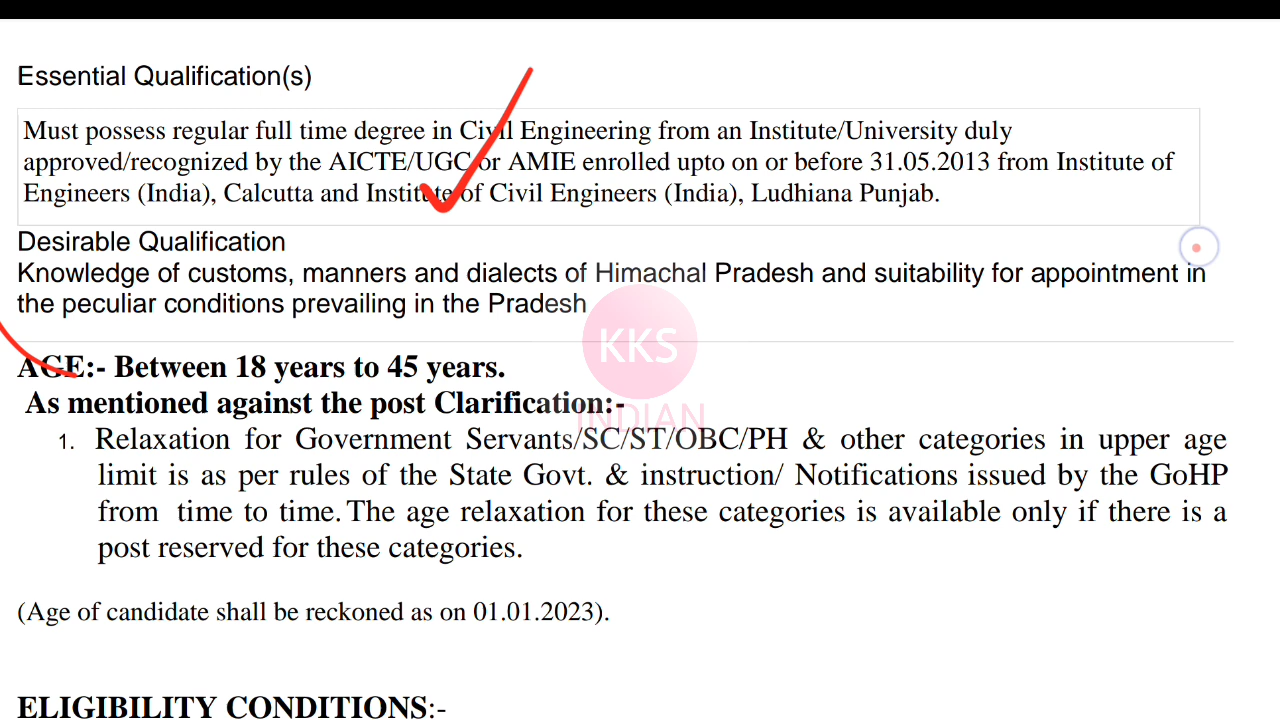 Essential Qualification(s)
Must possess regular full time degree in Civil Engineering from an Institute/University duly
approved/recognized by the AICTE/UGC or AMIE enrolled upto on or before 31.05.2013 from Institute of
Engineers (India), Calcutta and Institute of Civil Engineers (India), Ludhiana Punjab.
Desirable Qualification
Knowledge of customs, manners and dialects of Himachal Pradesh and suitability for appointment in
the peculiar conditions prevailing in the Pradesh
KKS
INDIAN
AGE:- Between 18 years to 45 years.
As mentioned against the post Clarification:-
1. Relaxation for Government Servants/SC/ST/OBC/PH & other categories in upper age
limit is as per rules of the State Govt. & instruction/ Notifications issued by the GoHP
from time to time. The age relaxation for these categories is available only if there is a
post reserved for these categories.
(Age of candidate shall be reckoned as on 01.01.2023).
ELIGIBILITY CONDITIONS:-